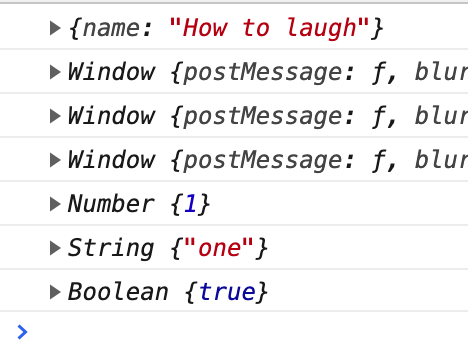 {name: "How to laugh"}
Window {postMessage: ƒ, blur
Window {postMessage: ƒ, blur
Window {postMessage: ƒ, blur
Number {1}
String {"one"}
Boolean {true}